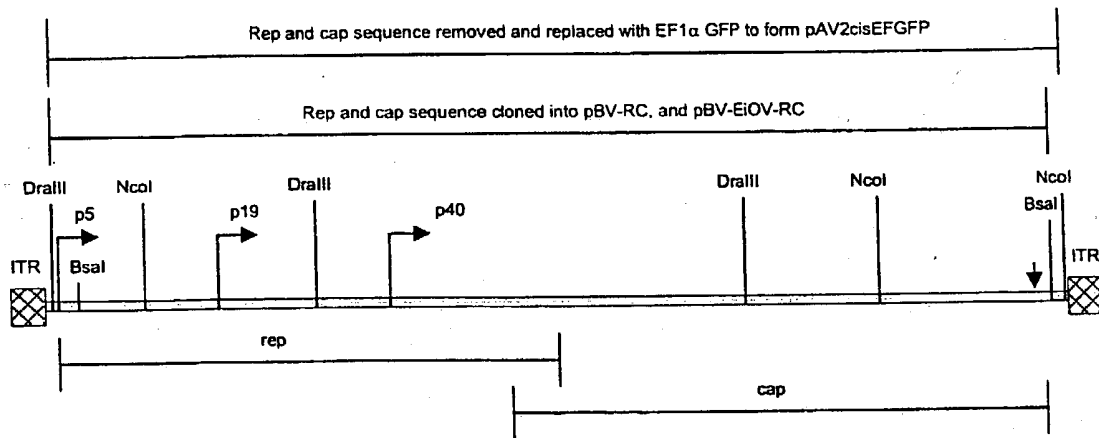 Rep and cap sequence removed and replaced with EF1α GFP to form pAV2cisEFGFP
Rep and cap sequence cloned into pBV-RC, and pBV-EiOV-RC
DraIII
NcoI
DraIII
DraIII
NcoI
NcoI
BsaI
p5
p19
p40
ITR
BsaI
ITR
rep
cap